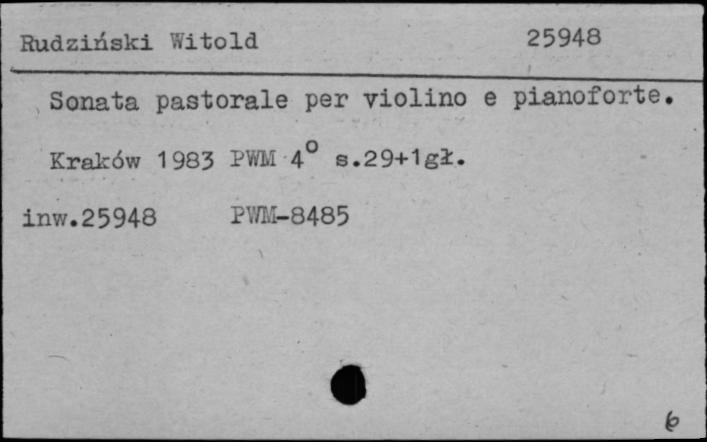 Rudziński Witold 25948
Sonata pastorale per violino e pianoforte.
Kraków 1983 PWM 4° s.29+1gł.
inw.25948 PWM-8485
6